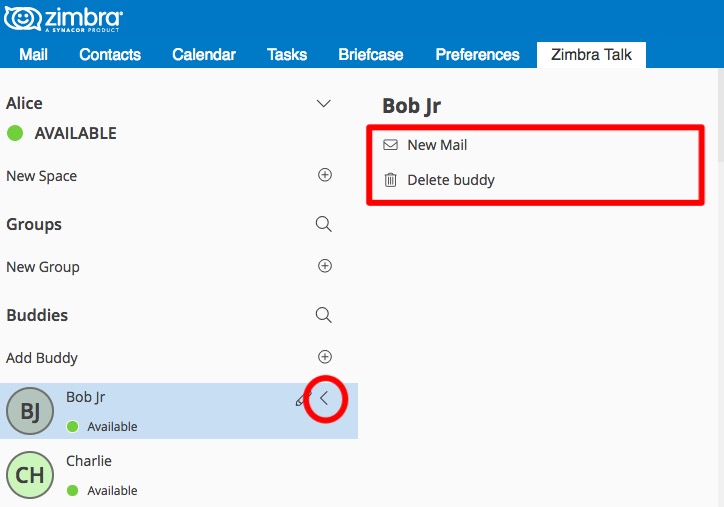 zimbra
A SYNACOR PRODUCT
Mail Contacts Calendar Tasks Briefcase Preferences Zimbra Talk
Alice
AVAILABLE
New Space
Groups
New Group
Buddies
Add Buddy
BJ
Bob Jr
Available
CH
Charlie
Available
Bob Jr
New Mail
Delete buddy